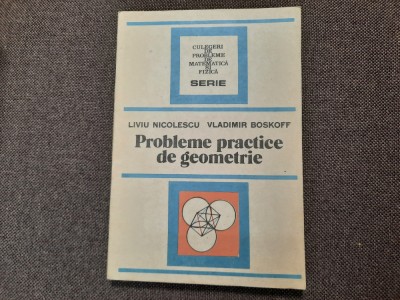 CULEGERI
DE
PROBLEME
DE
MATEMATICĂ
ȘI
FIZICĂ
SERIE
LIVIU NICOLESCU VLADIMIR BOSKOFF
Probleme practice
de geometrie